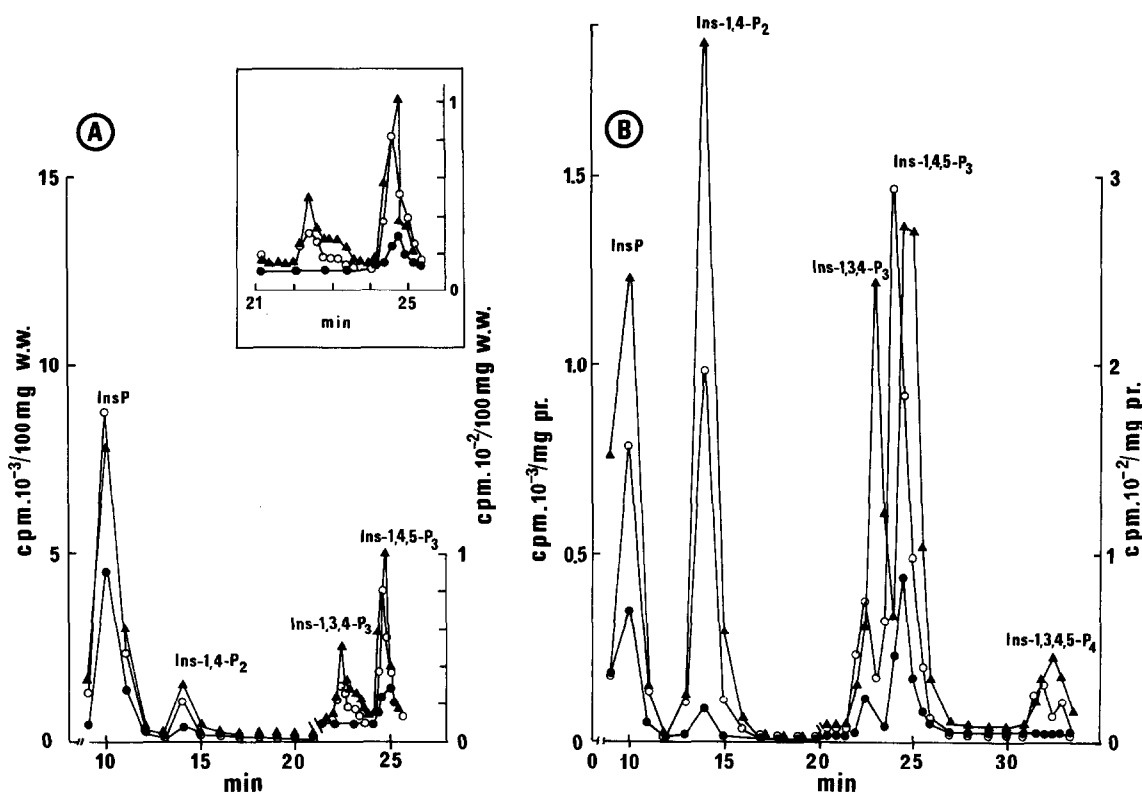 A
15
10
5
0
cpm.10⁻³/100mg w.w.
InsP
Ins-1,4-P₂
Ins-1,3,4-P₃
Ins-1,4,5-P₃
10
15
20
25
min
1
0
cpm.10⁻²/100mg w.w.
1
0
21
25
min
B
1.5
1.0
0.5
0
cpm.10⁻³/mg pr.
InsP
Ins-1,4-P₂
Ins-1,3,4-P₃
Ins-1,4,5-P₃
Ins-1,3,4,5-P₄
0
10
15
20
25
30
min
3
2
1
0
cpm.10⁻²/mg pr.